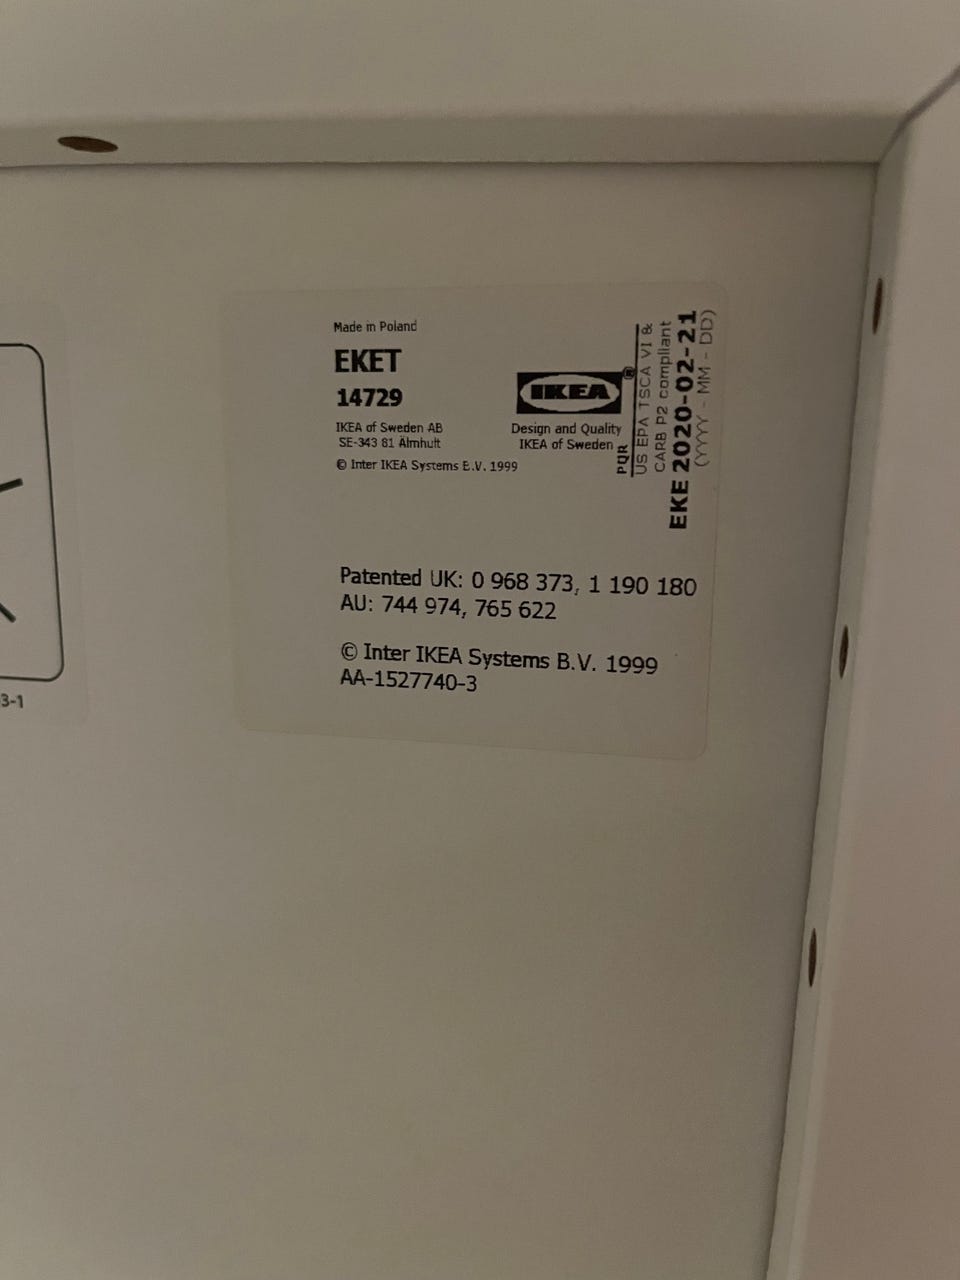 Made in Poland
EKET
14729
IKEA of Sweden AB
SE-343 81 Älmhult
© Inter IKEA Systems B.V. 1999
IKEA®
Design and Quality
IKEA of Sweden
PQR
US EPA TSCA VI &
CARB P2 compliant
EKE 2020-02-21
(YYYY - MM - DD)
Patented UK: 0 968 373, 1 190 180
AU: 744 974, 765 622
© Inter IKEA Systems B.V. 1999
AA-1527740-3
3-1